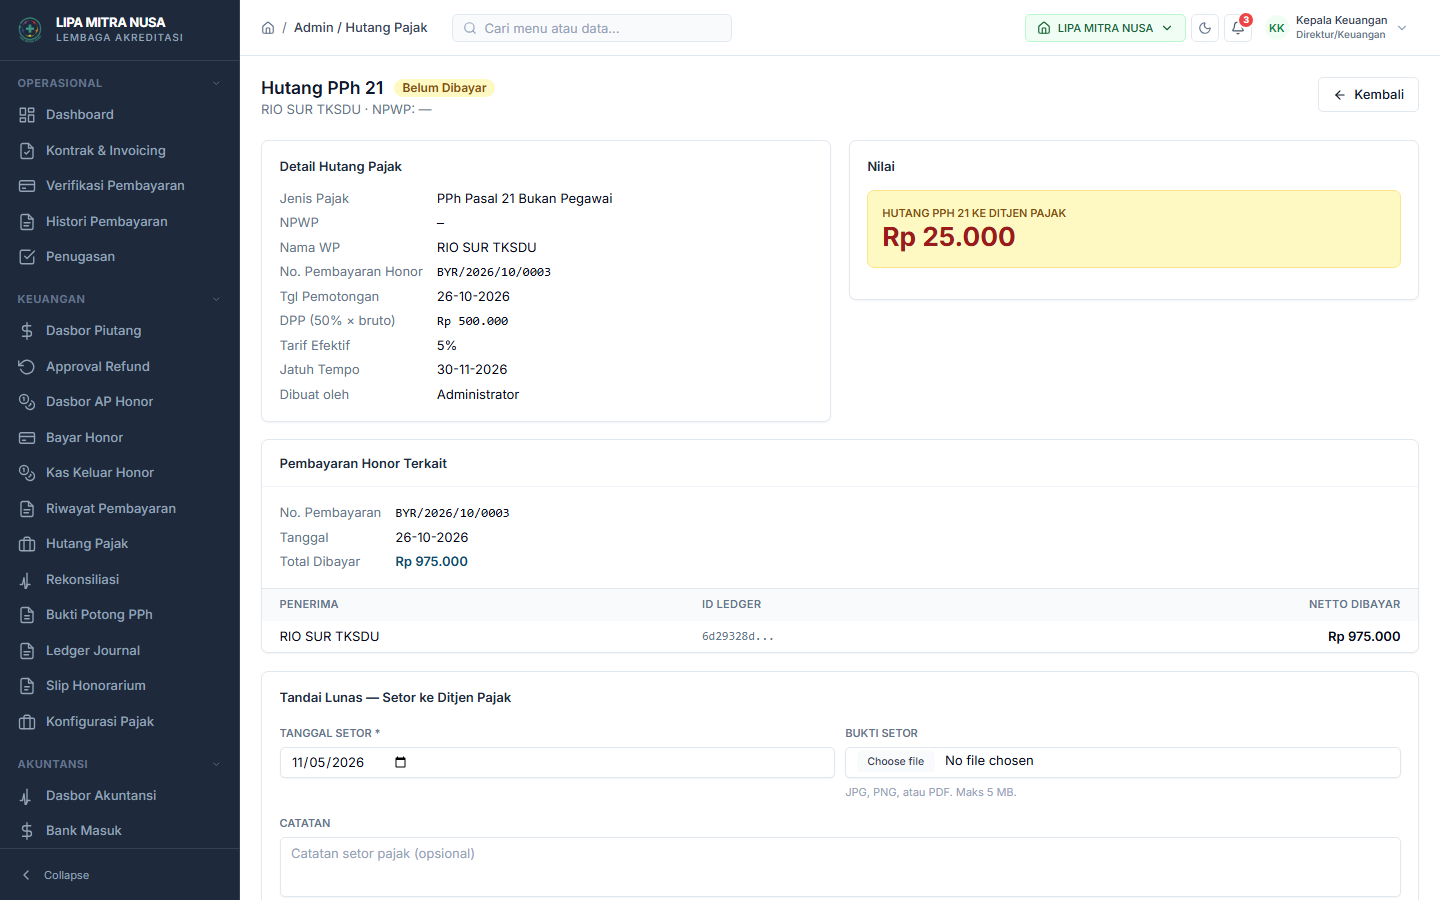 LIPA MITRA NUSA
LEMBAGA AKREDITASI
OPERASIONAL
Dashboard
Kontrak & Invoicing
Verifikasi Pembayaran
Histori Pembayaran
Penugasan
KEUANGAN
Dasbor Piutang
Approval Refund
Dasbor AP Honor
Bayar Honor
Kas Keluar Honor
Riwayat Pembayaran
Hutang Pajak
Rekonsiliasi
Bukti Potong PPh
Ledger Journal
Slip Honorarium
Konfigurasi Pajak
AKUNTANSI
Dasbor Akuntansi
Bank Masuk
Collapse
/ Admin / Hutang Pajak
Cari menu atau data...
LIPA MITRA NUSA
3
KK
Kepala Keuangan
Direktur/Keuangan
Hutang PPh 21 Belum Dibayar
RIO SUR TKSDU · NPWP: —
Kembali
Detail Hutang Pajak
Jenis Pajak PPh Pasal 21 Bukan Pegawai
NPWP –
Nama WP RIO SUR TKSDU
No. Pembayaran Honor BYR/2026/10/0003
Tgl Pemotongan 26-10-2026
DPP (50% × bruto) Rp 500.000
Tarif Efektif 5%
Jatuh Tempo 30-11-2026
Dibuat oleh Administrator
Nilai
HUTANG PPH 21 KE DITJEN PAJAK
Rp 25.000
Pembayaran Honor Terkait
No. Pembayaran BYR/2026/10/0003
Tanggal 26-10-2026
Total Dibayar Rp 975.000
PENERIMA ID LEDGER NETTO DIBAYAR
RIO SUR TKSDU 6d29328d... Rp 975.000
Tandai Lunas — Setor ke Ditjen Pajak
TANGGAL SETOR * BUKTI SETOR
11/05/2026 Choose file No file chosen
JPG, PNG, atau PDF. Maks 5 MB.
CATATAN
Catatan setor pajak (opsional)